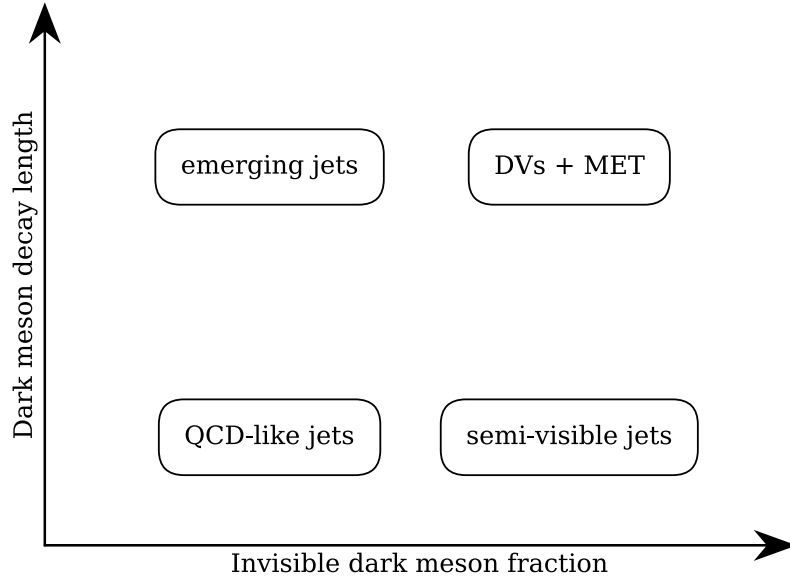 Dark meson decay length
emerging jets
DVs + MET
QCD-like jets
semi-visible jets
Invisible dark meson fraction